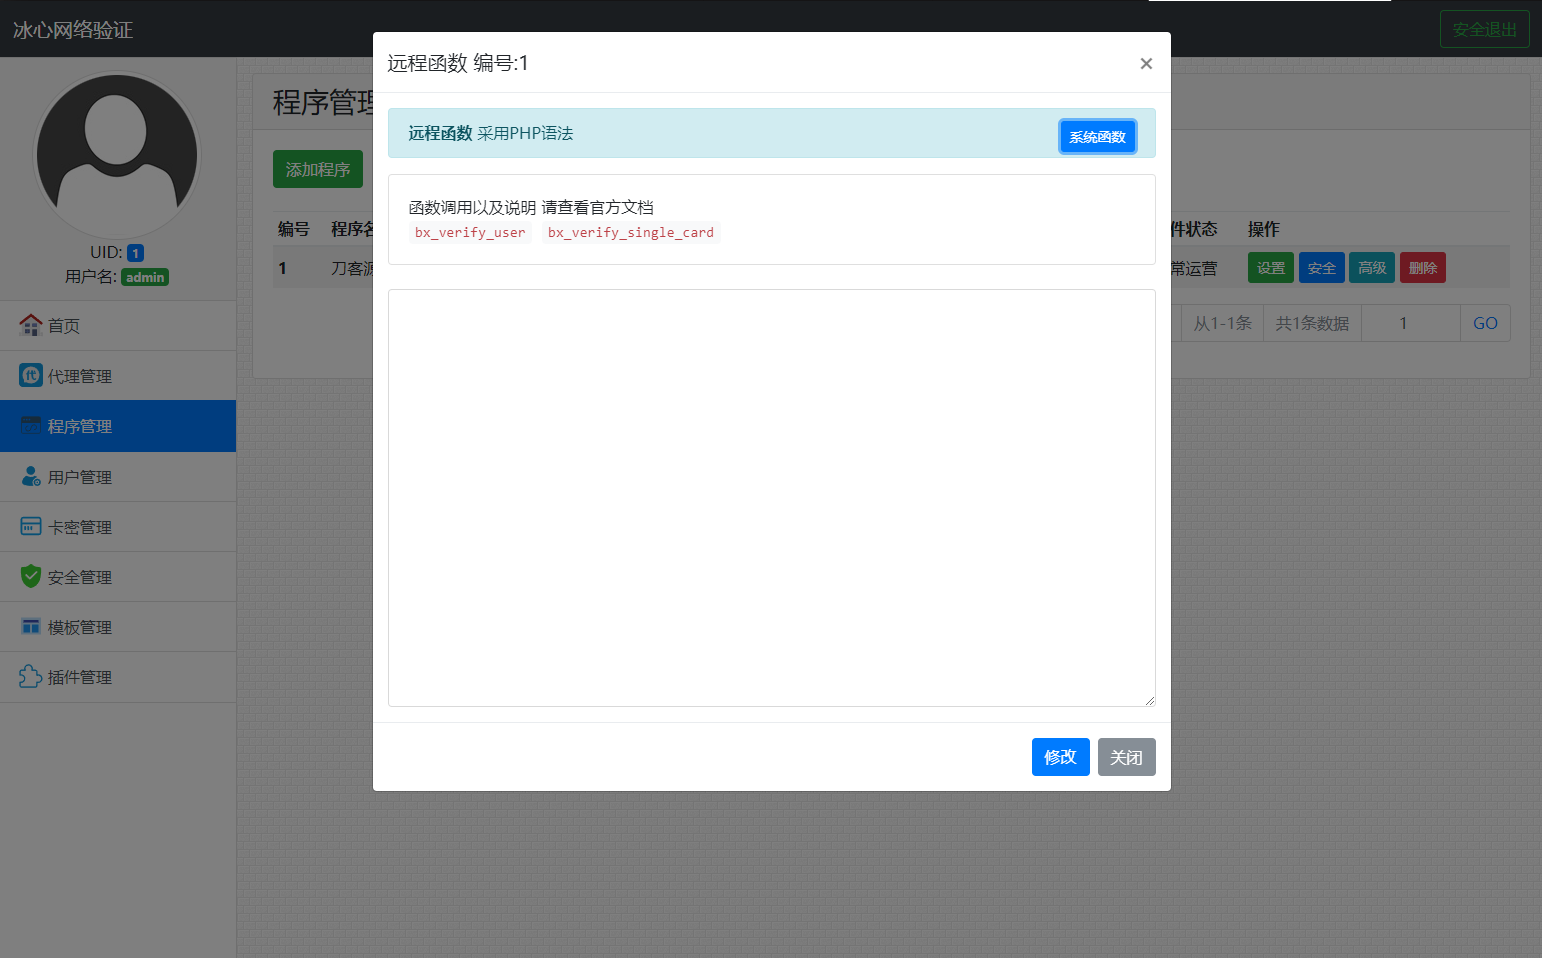 冰心网络验证
安全退出
UID: 1
用户名: admin
首页
代理管理
程序管理
用户管理
卡密管理
安全管理
模板管理
插件管理
程序管理
添加程序
编号 程序名
件状态 操作
1 刀客源
常运营 设置 安全 高级 删除
从1-1条 共1条数据 1 GO
远程函数 编号:1
×
远程函数 采用PHP语法
系统函数
函数调用以及说明 请查看官方文档
bx_verify_user bx_verify_single_card
修改 关闭